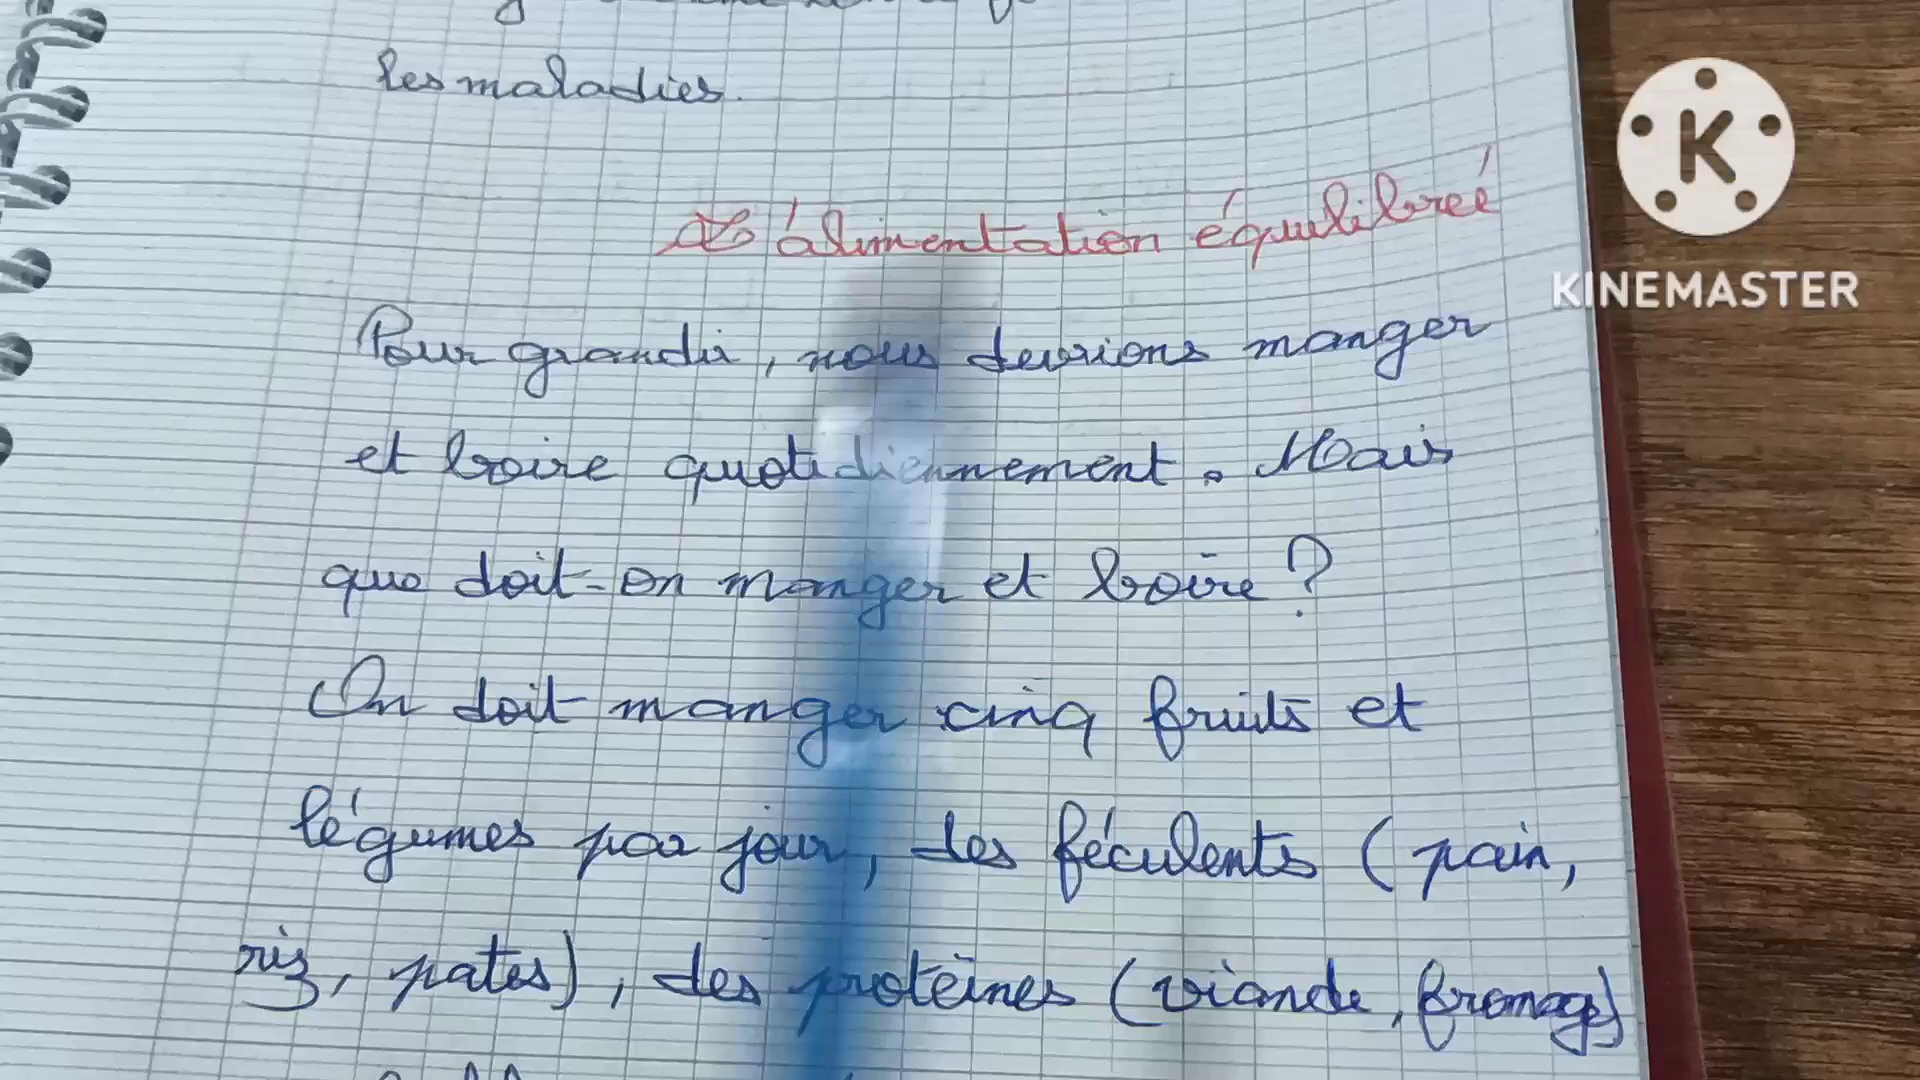 les maladies.
L'alimentation équilibrée
K
KINEMASTER
Pour grandir, nous devrions manger
et boire quotidiennement. Mais
que doit-on manger et boire ?
On doit manger cinq fruits et
légumes par jour, des féculents (pain,
riz, pates), des protéines (viande, fromage)